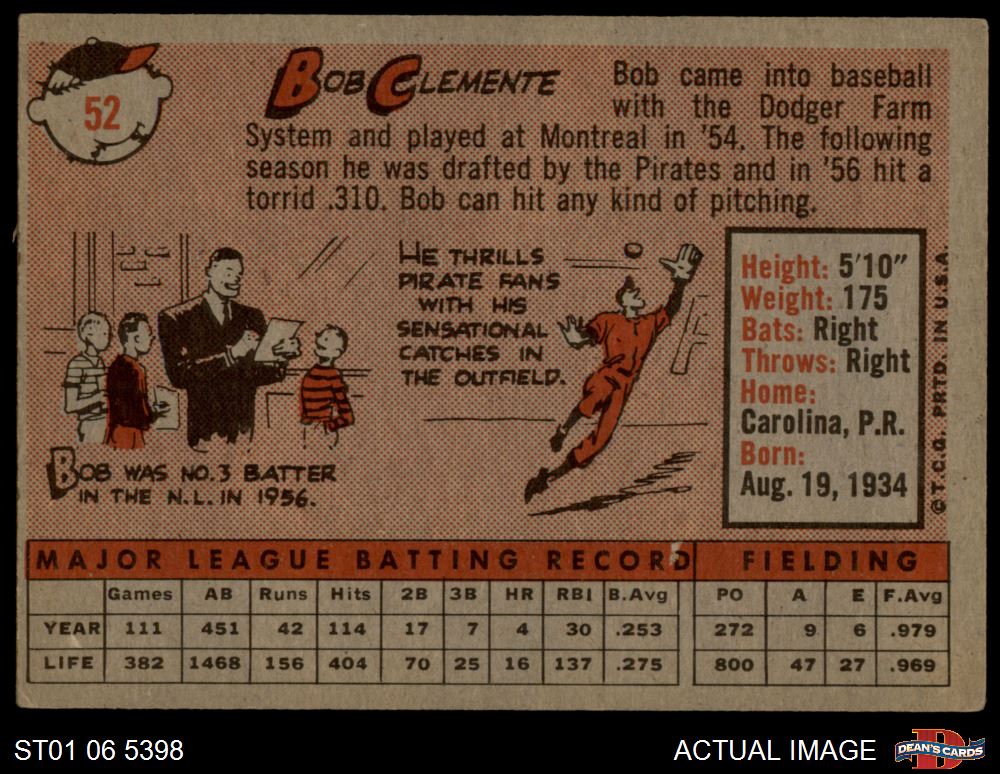 52
BOB CLEMENTE
Bob came into baseball
with the Dodger Farm
System and played at Montreal in '54. The following
season he was drafted by the Pirates and in '56 hit a
torrid .310. Bob can hit any kind of pitching.
HE THRILLS
PIRATE FANS
WITH HIS
SENSATIONAL
CATCHES IN
THE OUTFIELD.
BOB WAS NO. 3 BATTER
IN THE N.L. IN 1956.
Height: 5'10"
Weight: 175
Bats: Right
Throws: Right
Home:
Carolina, P.R.
Born:
Aug. 19, 1934
©T.C.G. PRTD. IN U.S.A.
MAJOR LEAGUE BATTING RECORD FIELDING
Games AB Runs Hits 2B 3B HR RBI B.Avg PO A E F.Avg
YEAR 111 451 42 114 17 7 4 30 .253 272 9 6 .979
LIFE 382 1468 156 404 70 25 16 137 .275 800 47 27 .969
ST01 06 5398 ACTUAL IMAGE D DEAN'S CARDS